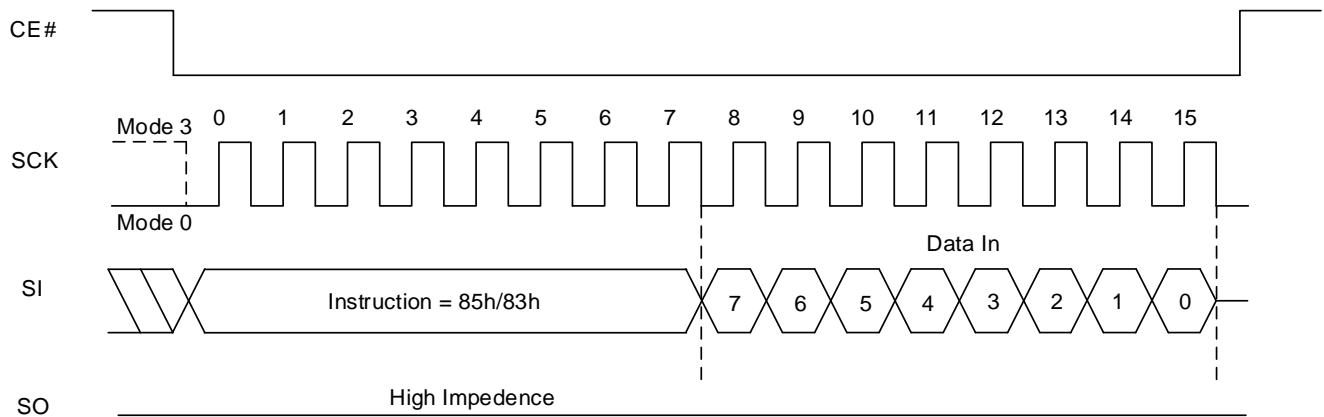 CE#
Mode 3 0 1 2 3 4 5 6 7 8 9 10 11 12 13 14 15
SCK
Mode 0
Data In
SI Instruction = 85h/83h 7 6 5 4 3 2 1 0
High Impedence
SO